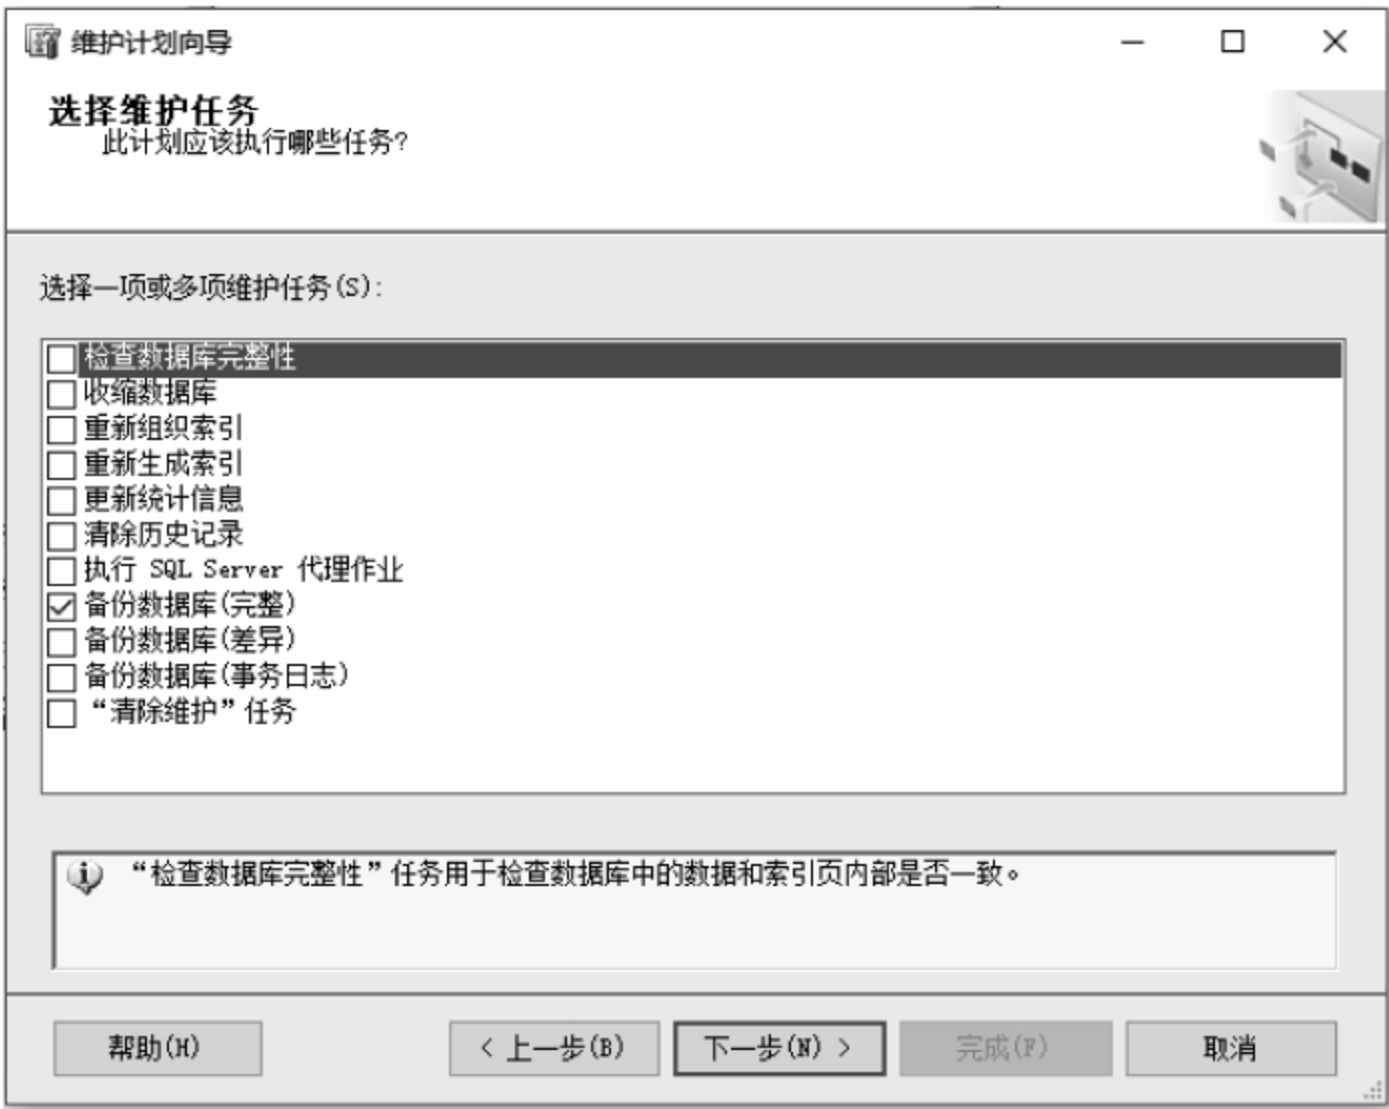 维护计划向导
选择维护任务
此计划应该执行哪些任务?
选择一项或多项维护任务(S):
检查数据库完整性
收缩数据库
重新组织索引
重新生成索引
更新统计信息
清除历史记录
执行 SQL Server 代理作业
备份数据库(完整)
备份数据库(差异)
备份数据库(事务日志)
“清除维护”任务
“检查数据库完整性”任务用于检查数据库中的数据和索引页内部是否一致。
帮助(H)
< 上一步(B)
下一步(N) >
完成(F)
取消